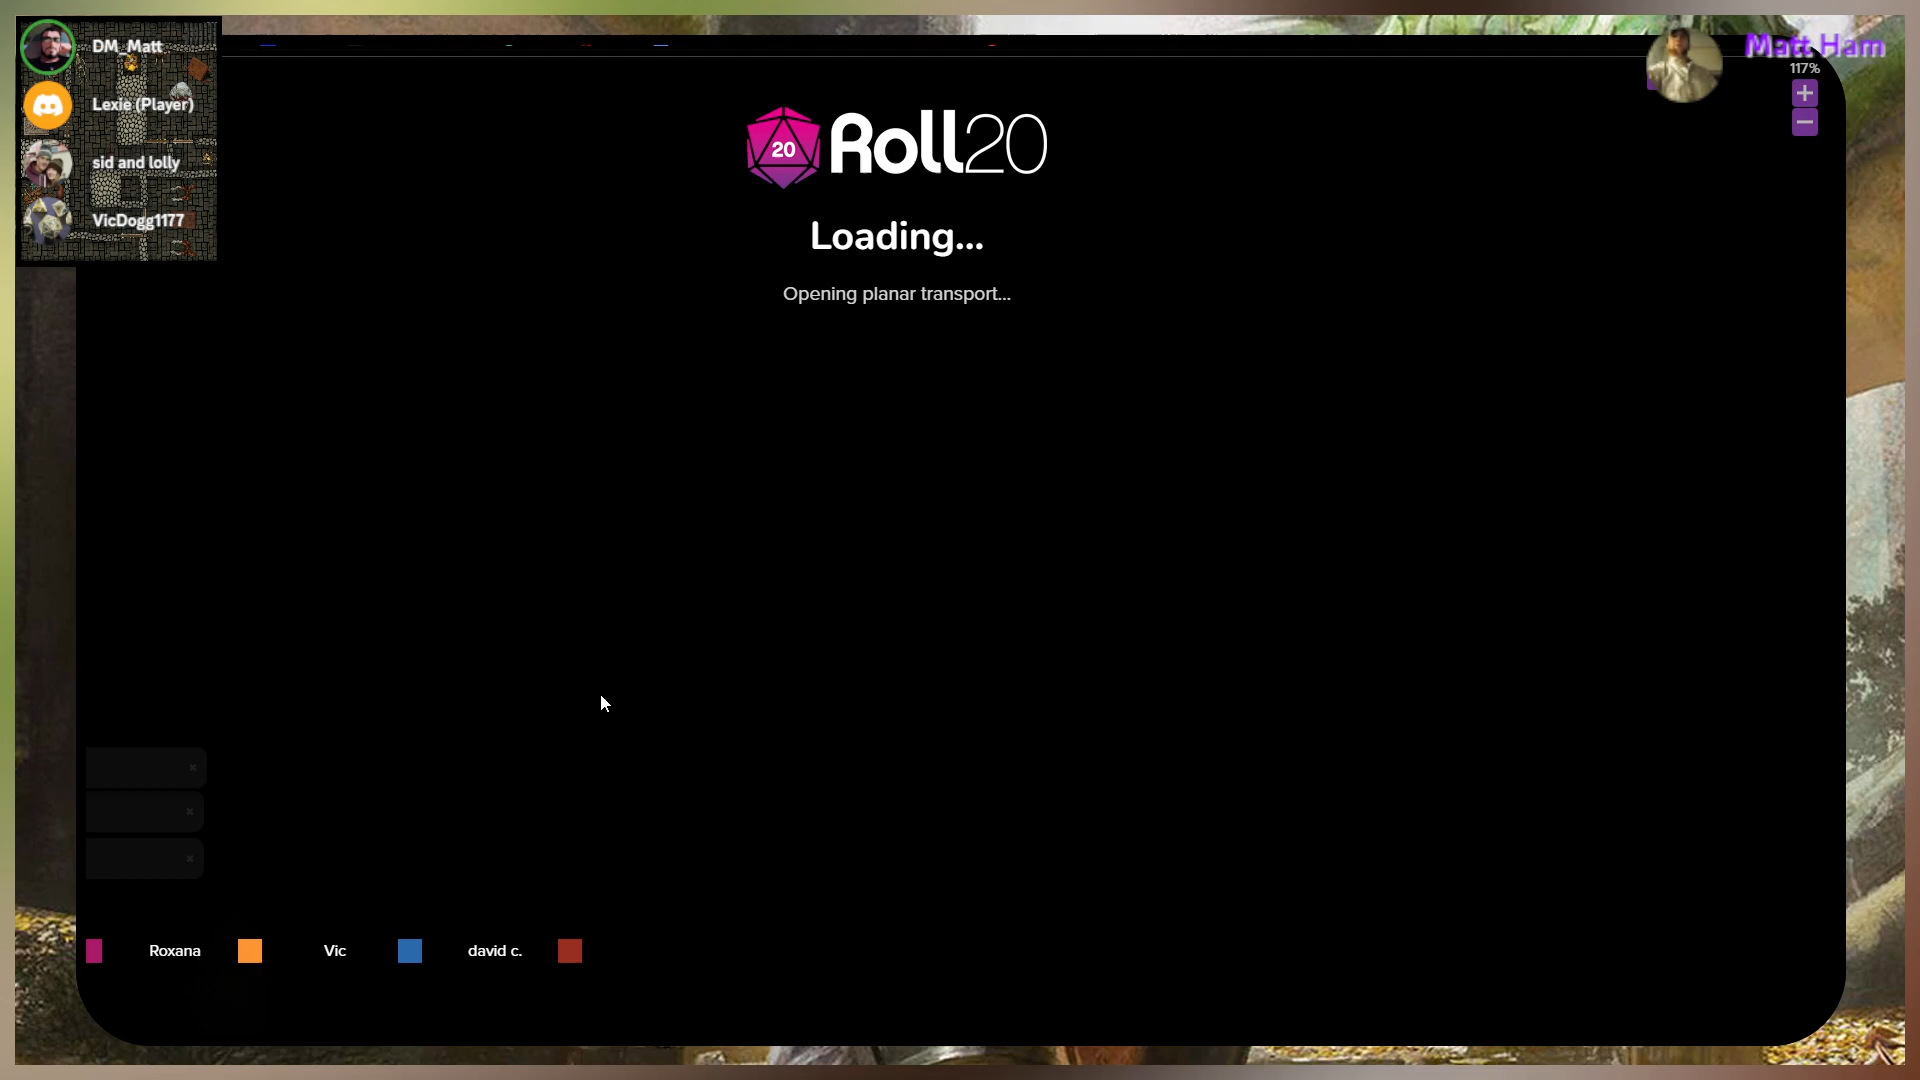 DM_Matt
Lexie (Player)
sid and lolly
VicDogg1177
Matt Ham
117%
20 Roll20
Loading...
Opening planar transport...
Roxana
Vic
david c.